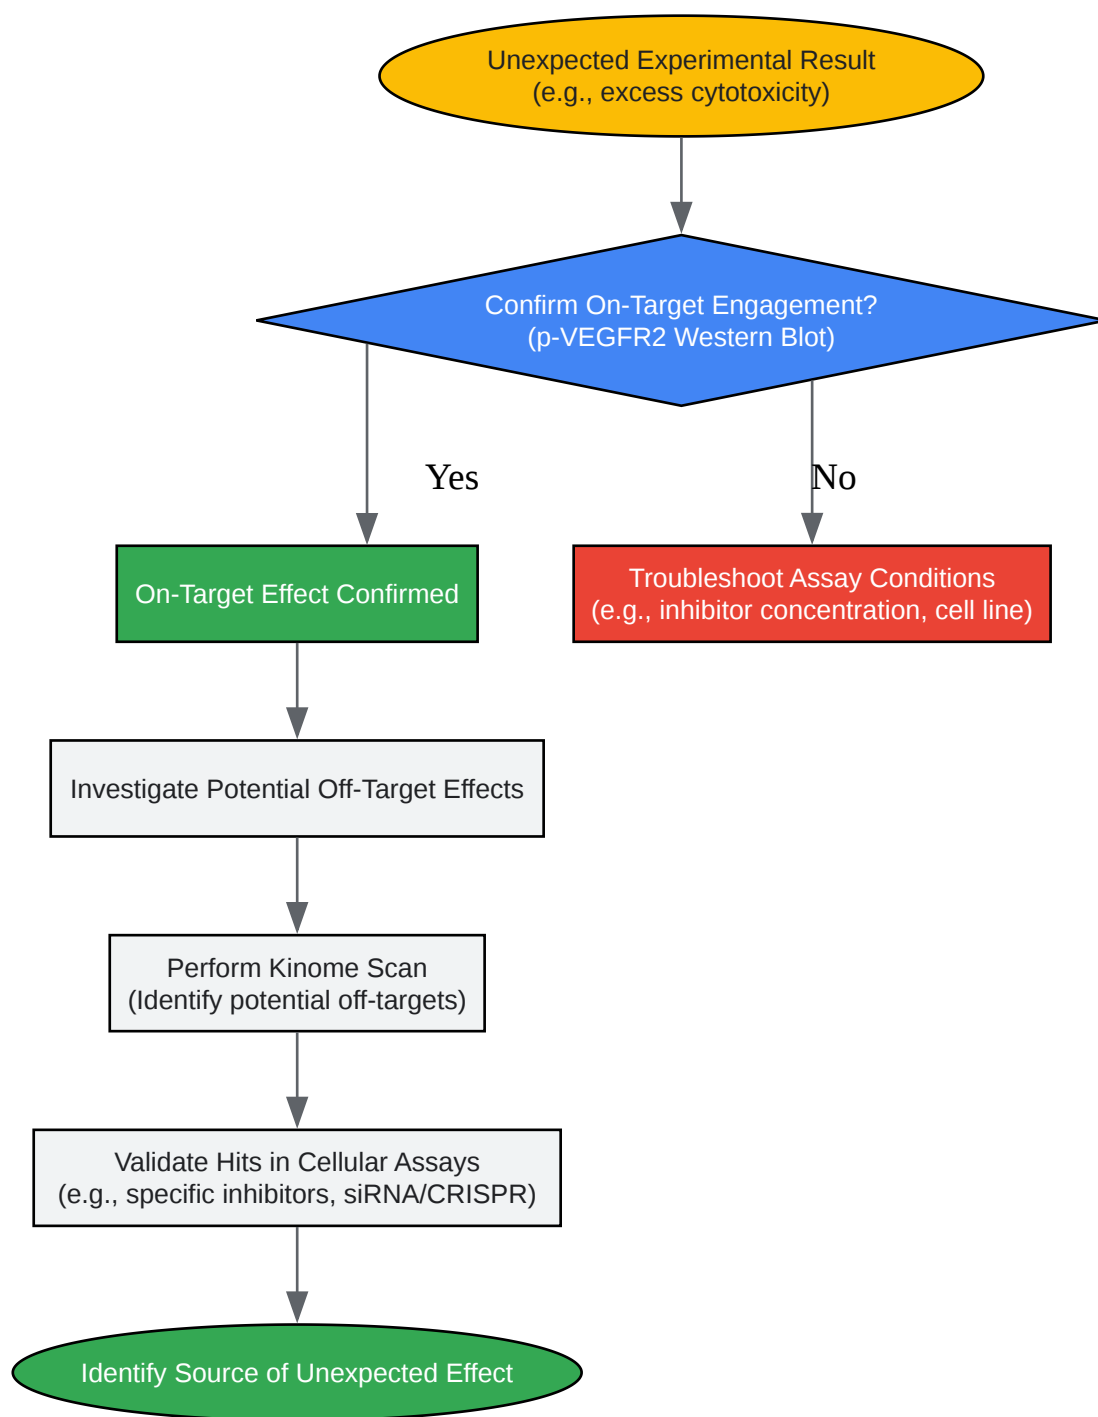 Unexpected Experimental Result
(e.g., excess cytotoxicity)
Confirm On-Target Engagement?
(p-VEGFR2 Western Blot)
Yes
No
On-Target Effect Confirmed
Troubleshoot Assay Conditions
(e.g., inhibitor concentration, cell line)
Investigate Potential Off-Target Effects
Perform Kinome Scan
(Identify potential off-targets)
Validate Hits in Cellular Assays
(e.g., specific inhibitors, siRNA/CRISPR)
Identify Source of Unexpected Effect